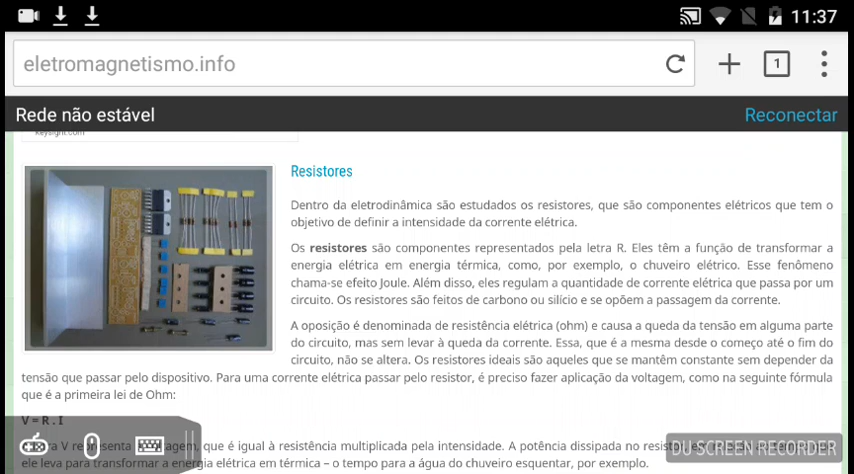 11:37
eletromagnetismo.info
1
Rede não estável
Reconectar
keysight.com
Resistores
Dentro da eletrodinâmica são estudados os resistores, que são componentes elétricos que tem o
objetivo de definir a intensidade da corrente elétrica.
Os resistores são componentes representados pela letra R. Eles têm a função de transformar a
energia elétrica em energia térmica, como, por exemplo, o chuveiro elétrico. Esse fenômeno
chama-se efeito Joule. Além disso, eles regulam a quantidade de corrente elétrica que passa por um
circuito. Os resistores são feitos de carbono ou silício e se opõem a passagem da corrente.
A oposição é denominada de resistência elétrica (ohm) e causa a queda da tensão em alguma parte
do circuito, mas sem levar à queda da corrente. Essa, que é a mesma desde o começo até o fim do
circuito, não se altera. Os resistores ideais são aqueles que se mantêm constante sem depender da
tensão que passar pelo dispositivo. Para uma corrente elétrica passar pelo resistor, é preciso fazer aplicação da voltagem, como na seguinte fórmula
que é a primeira lei de Ohm:
V = R . I
V representa que é igual à resistência multiplicada pela intensidade. A potência dissipada no
DU SCREEN RECORDER
ele leva para transformar a energia elétrica em térmica – o tempo para a água do chuveiro esquentar, por exemplo.